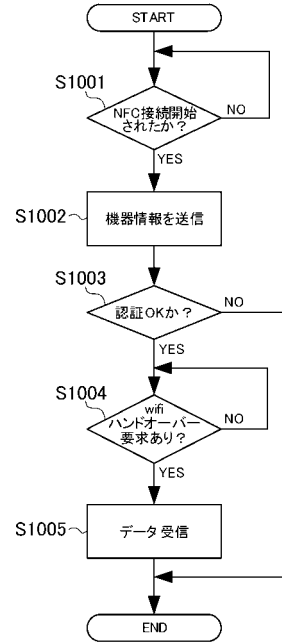 START
S1001
NFC接続開始
されたか？
NO
YES
S1002
機器情報を送信
S1003
認証OKか？
NO
YES
S1004
wifi
ハンドオーバー
要求あり？
NO
YES
S1005
データ受信
END